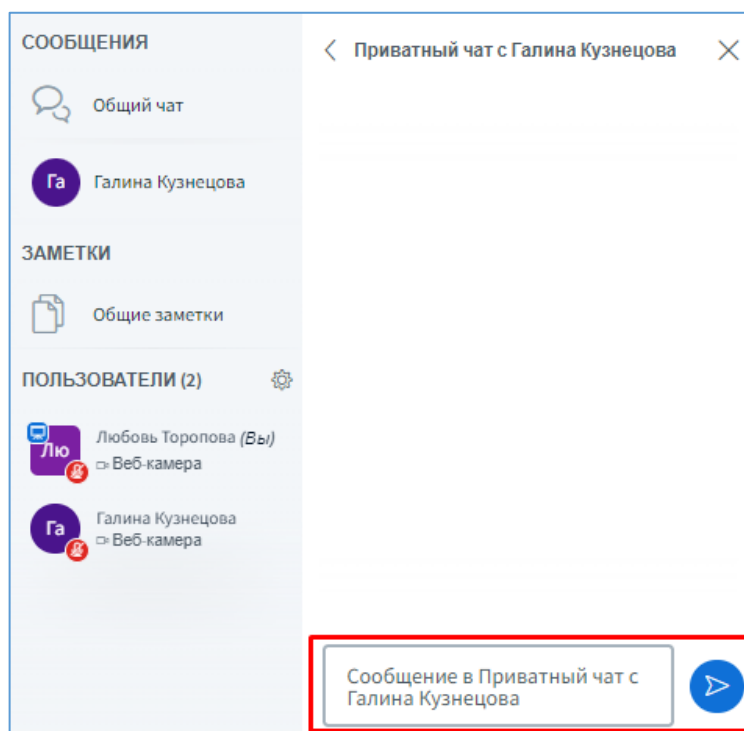 СООБЩЕНИЯ
Общий чат
Га
Галина Кузнецова
ЗАМЕТКИ
Общие заметки
ПОЛЬЗОВАТЕЛИ (2)
Лю
Любовь Торопова (Вы)
Веб-камера
Га
Галина Кузнецова
Веб-камера
Приватный чат с Галина Кузнецова
Сообщение в Приватный чат с
Галина Кузнецова